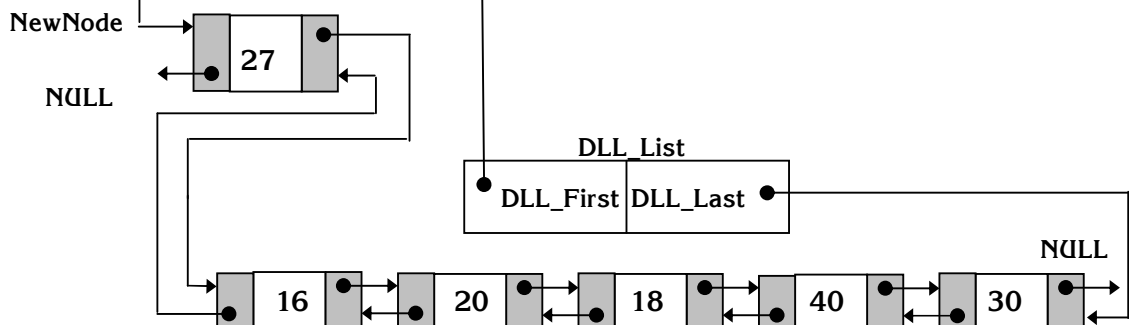 NewNode
27
NULL
DLL_List
DLL_First DLL_Last
NULL
16 20 18 40 30